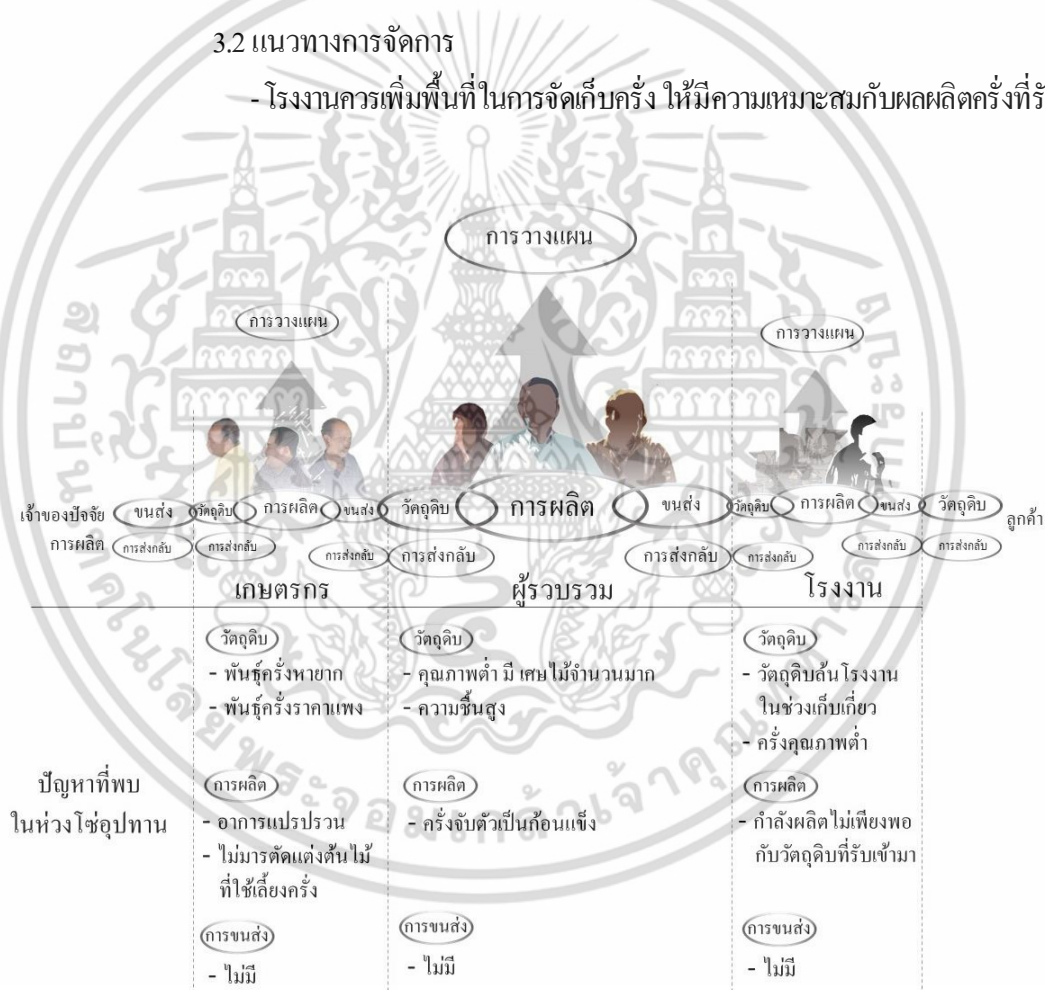 3.2 แนวทางการจัดการ
- โรงงานควรเพิ่มพื้นที่ในการจัดเก็บครั่ง ให้มีความเหมาะสมกับผลผลิตครั่งที่รั
การวางแผน
การวางแผน
การวางแผน
เจ้าของปัจจัย ขนส่ง วัตถุดิบ การผลิต ขนส่ง วัตถุดิบ การผลิต ขนส่ง วัตถุดิบ การผลิต ขนส่ง วัตถุดิบ ลูกค้า
การผลิต การส่งกลับ การส่งกลับ การส่งกลับ การส่งกลับ การส่งกลับ การส่งกลับ การส่งกลับ การส่งกลับ
เกษตรกร ผู้รวบรวม โรงงาน
วัตถุดิบ วัตถุดิบ วัตถุดิบ
- พันธุ์ครั่งหายาก - คุณภาพต่ำ มี เศษไม้จำนวนมาก - วัตถุดิบล้นโรงงาน
- พันธุ์ครั่งราคาแพง - ความชื้นสูง ในช่วงเก็บเกี่ยว
- ครั่งคุณภาพต่ำ
ปัญหาที่พบ การผลิต การผลิต การผลิต
ในห่วงโซ่อุปทาน - อาการแปรปรวน - ครั่งจับตัวเป็นก้อนแข็ง - กำลังผลิตไม่เพียงพอ
- ไม่มารตัดแต่งต้นไม้ กับวัตถุดิบที่รับเข้ามา
ที่ใช้เลี้ยงครั่ง
การขนส่ง การขนส่ง การขนส่ง
- ไม่มี - ไม่มี - ไม่มี